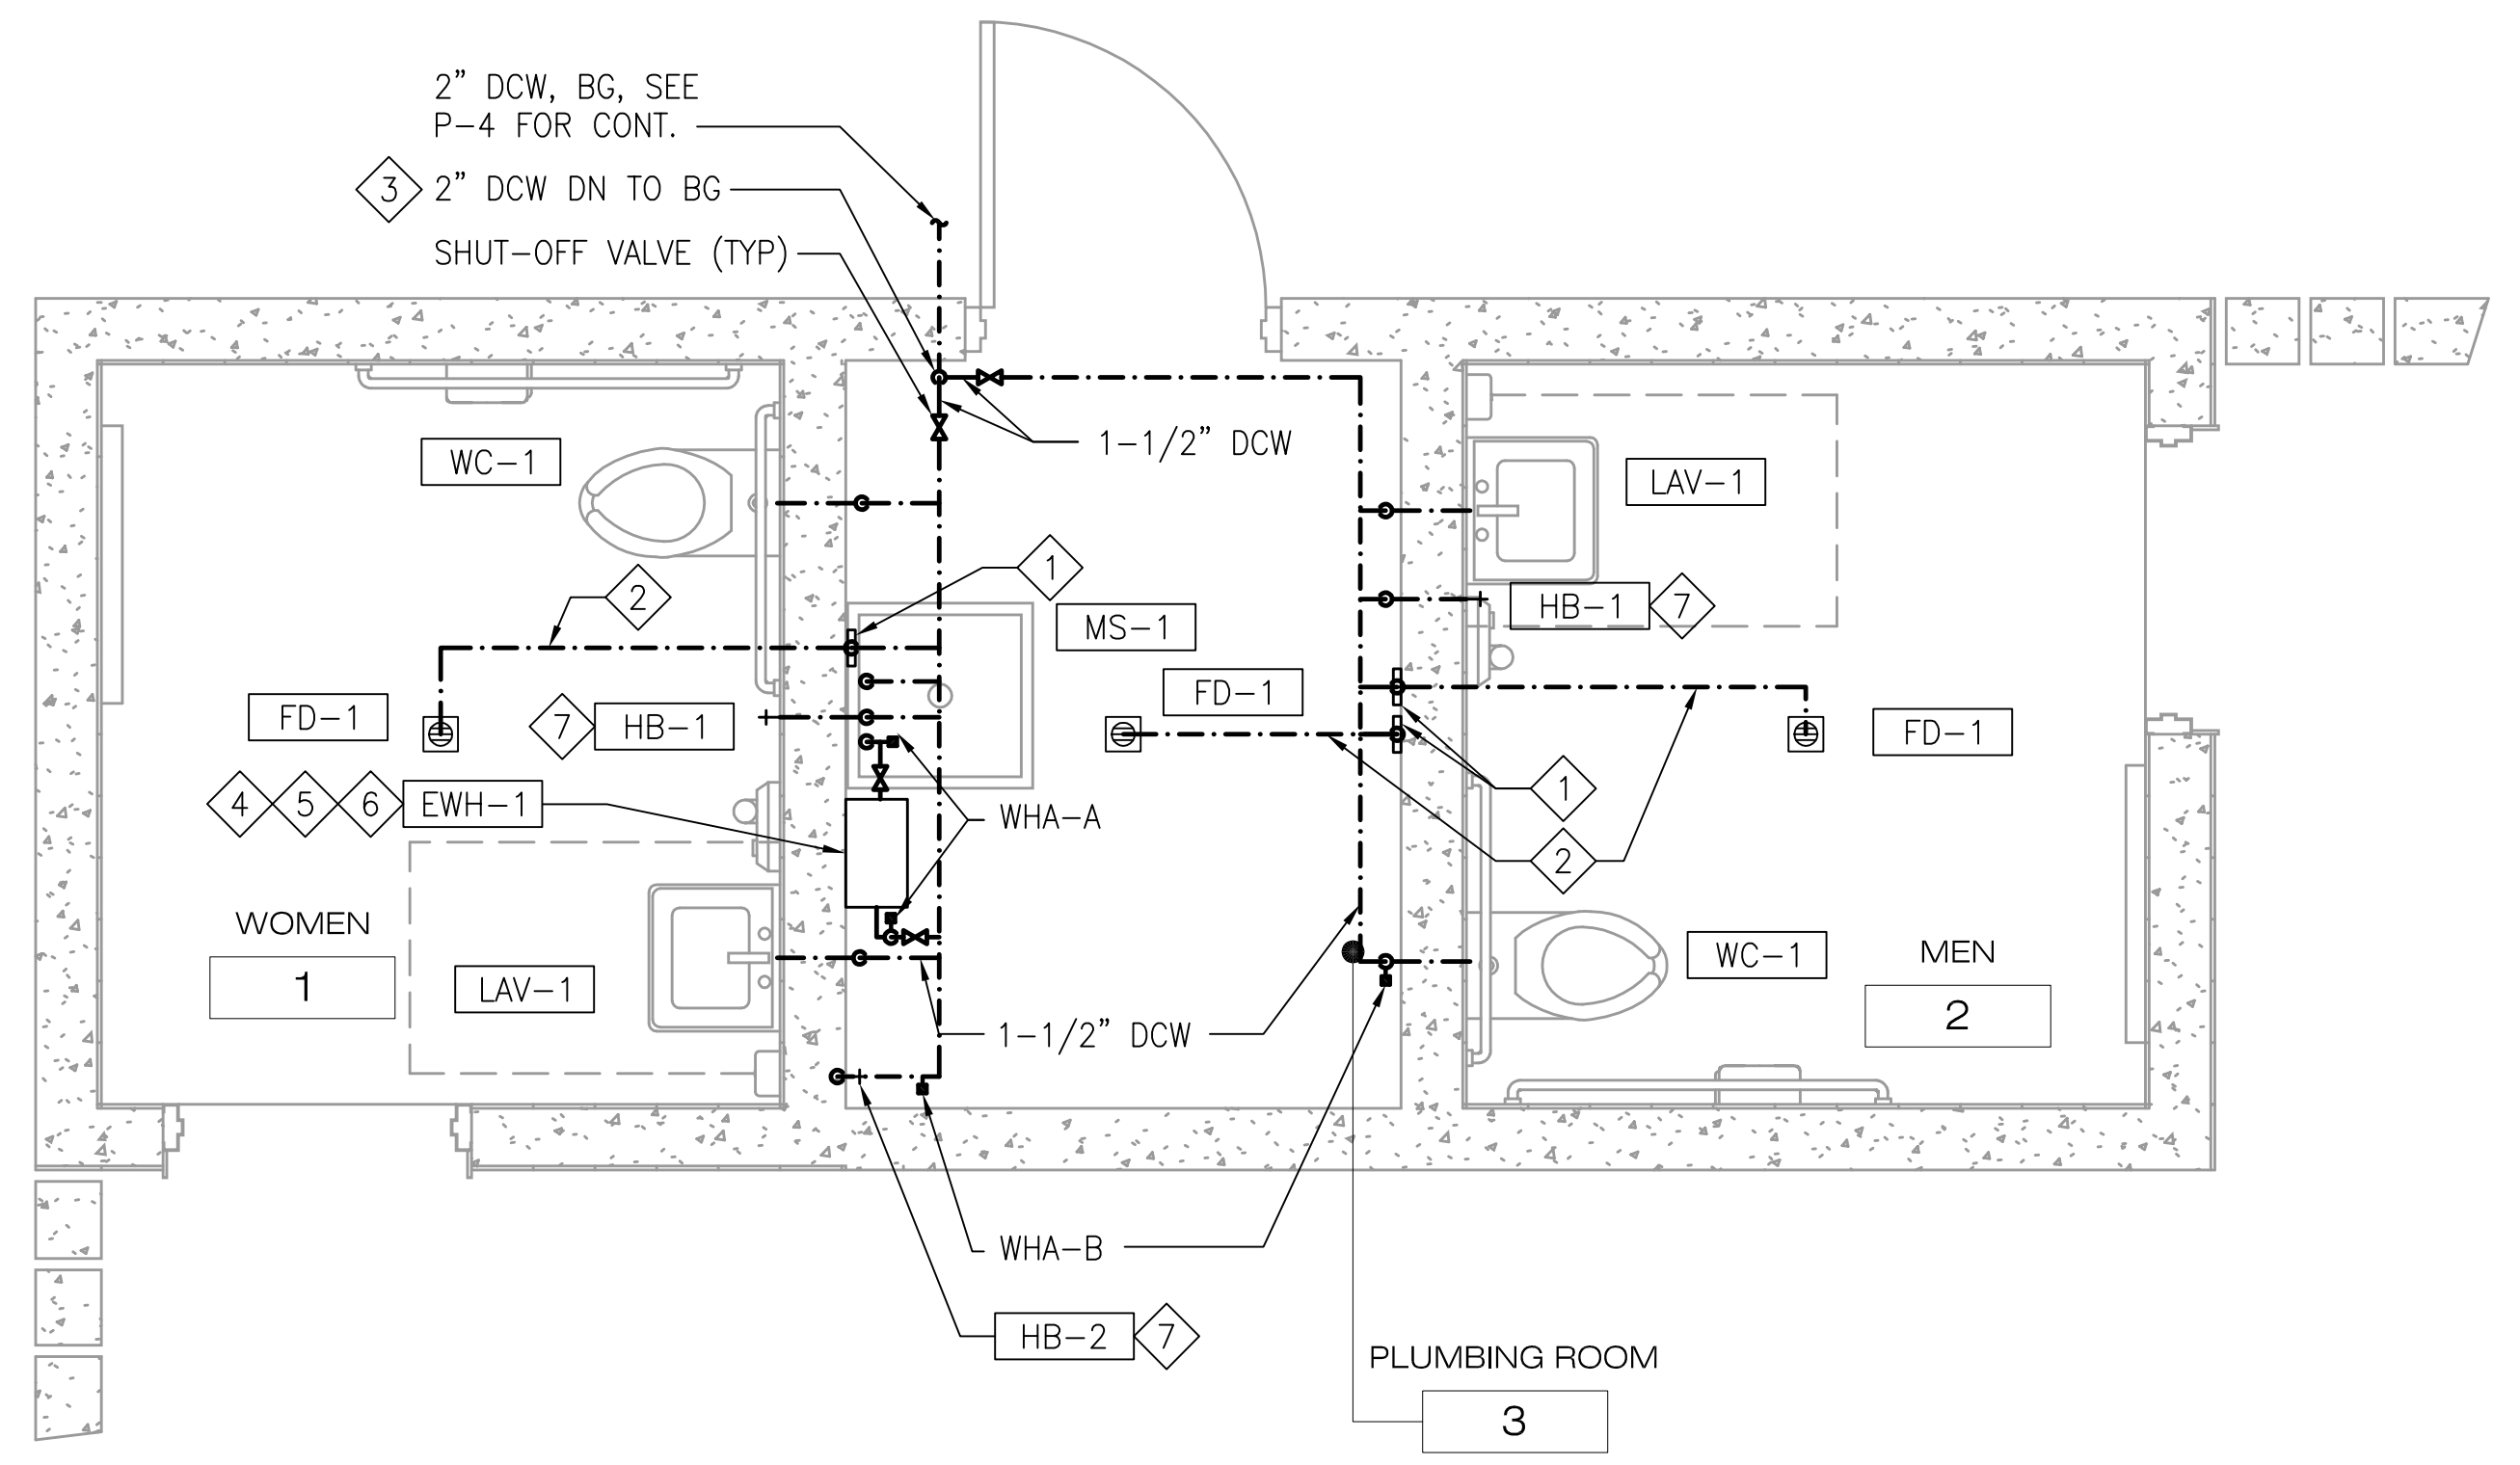 2" DCW, BG, SEE
P-4 FOR CONT.
3
2" DCW DN TO BG
SHUT-OFF VALVE (TYP)
1-1/2" DCW
WC-1
LAV-1
1
2
MS-1
HB-1
7
FD-1
FD-1
7
HB-1
FD-1
4
5
6
EWH-1
WHA-A
1
2
WOMEN
1
LAV-1
WC-1
MEN
2
1-1/2" DCW
WHA-B
HB-2
7
PLUMBING ROOM
3